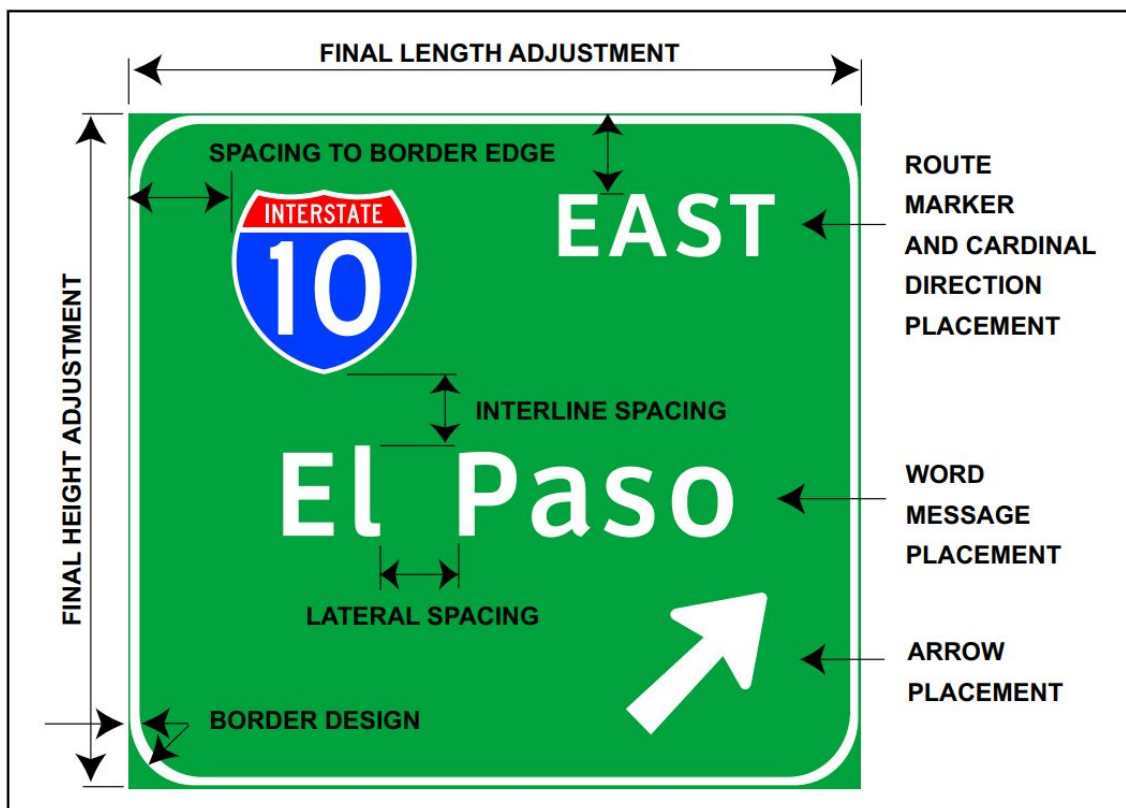 FINAL LENGTH ADJUSTMENT
SPACING TO BORDER EDGE
INTERSTATE
10
EAST
ROUTE
MARKER
AND CARDINAL
DIRECTION
PLACEMENT
FINAL HEIGHT ADJUSTMENT
INTERLINE SPACING
El Paso
WORD
MESSAGE
PLACEMENT
LATERAL SPACING
ARROW
PLACEMENT
BORDER DESIGN